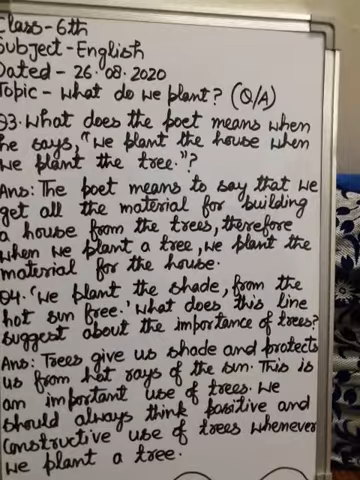 Class-6th
Subject-English
Dated - 26.08.2020
Topic - what do we plant? (Q/A)
Q3. What does the poet means when
he says, "we plant the house when
we plant the tree."?
Ans: The poet means to say that we
get all the material for building
a house from the trees, therefore
when we plant a tree, we plant the
material for the house.
Q4. 'We plant the shade, from the
hot sun free.' What does this line
suggest about the importance of trees?
Ans: Trees give us shade and protects
us from hot rays of the sun. This is
an important use of trees. We
should always think positive and
constructive use of trees whenever
we plant a tree.